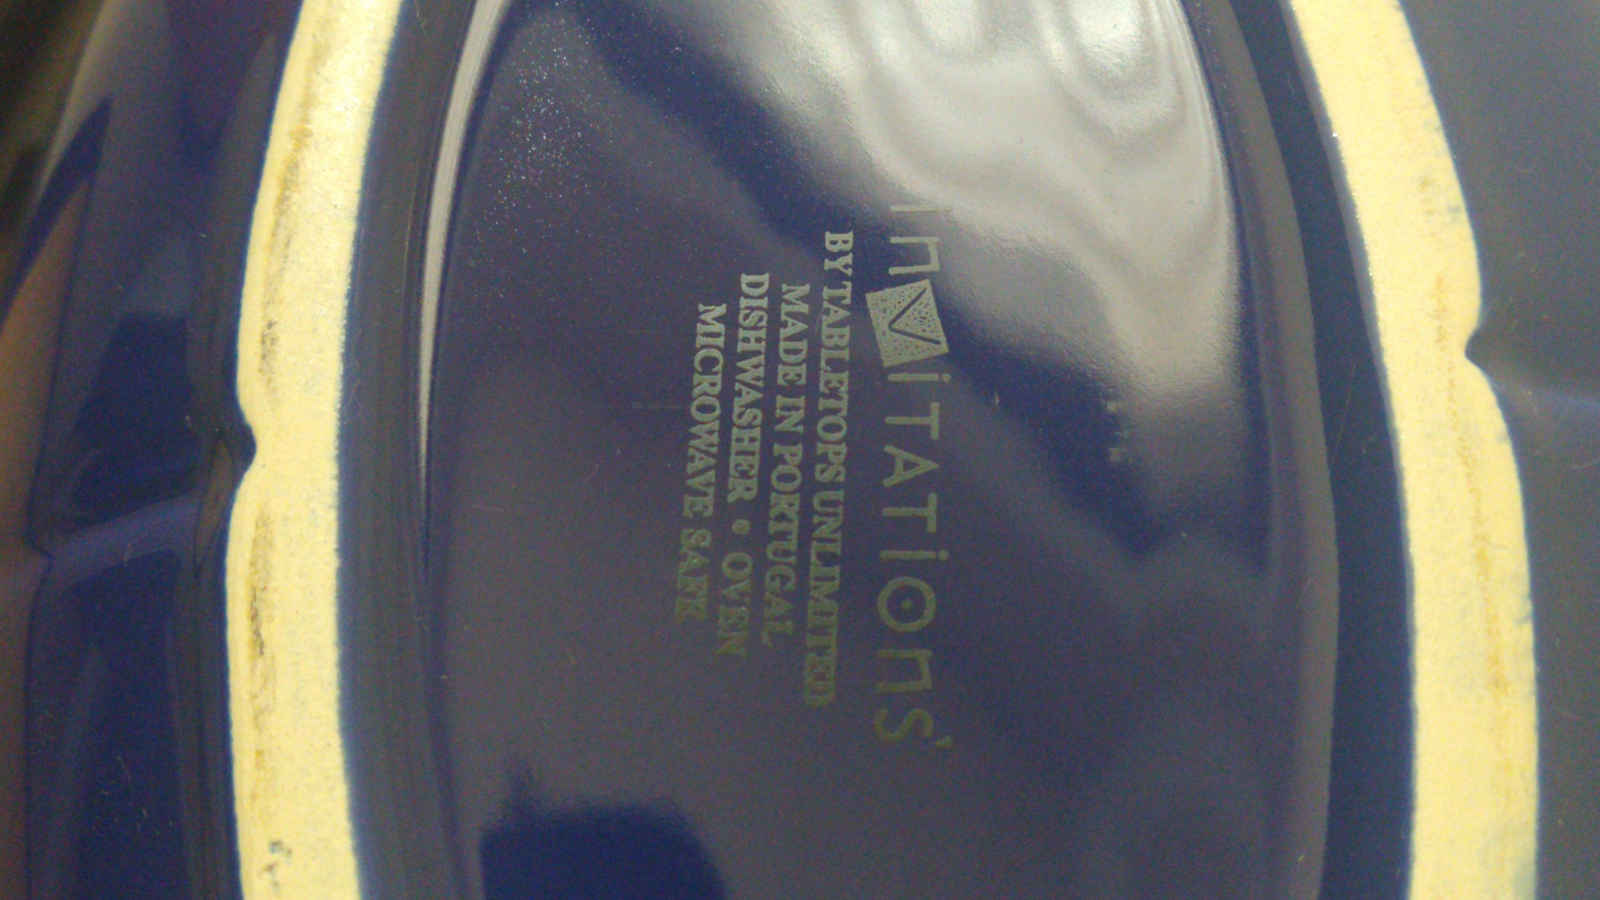 inViTATiOnS'
BY TABLETOPS UNLIMITED
MADE IN PORTUGAL
DISHWASHER • OVEN
MICROWAVE SAFE